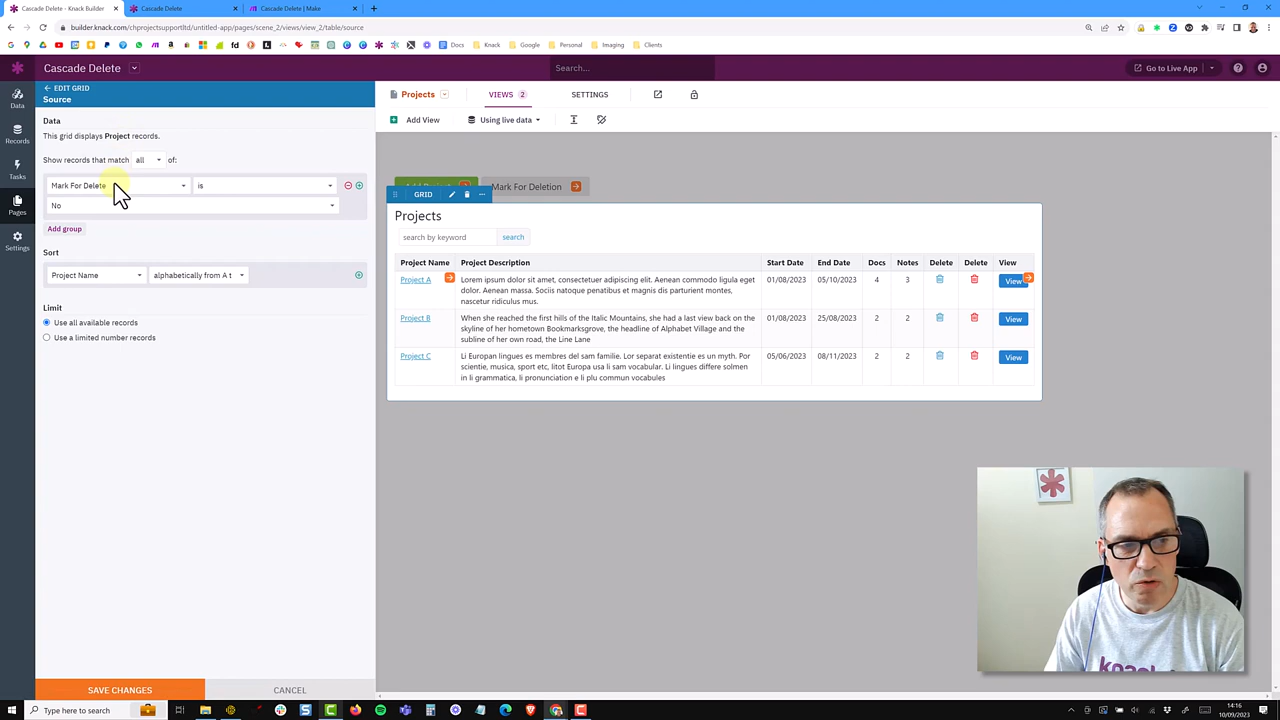 Cascade Delete - Knack Builder
Cascade Delete
Cascade Delete | Make
builder.knack.com/chprojectsupportltd/untitled-app/pages/scene_2/views/view_2/table/source
Docs
Knack
Google
Personal
Imaging
Clients
Cascade Delete
Search...
Go to Live App
EDIT GRID
Source
Projects
VIEWS 2
SETTINGS
Add View
Using live data
Data
Records
Tasks
Pages
Settings
Data
This grid displays Project records.
Show records that match all of:
Mark For Delete
is
No
Add group
Sort
Project Name
alphabetically from A t
Limit
Use all available records
Use a limited number records
SAVE CHANGES
CANCEL
Mark For Deletion
GRID
Projects
search by keyword
search
Project Name Project Description Start Date End Date Docs Notes Delete Delete View
Project A Lorem ipsum dolor sit amet, consectetuer adipiscing elit. Aenean commodo ligula eget 01/08/2023 05/10/2023 4 3 View
dolor. Aenean massa. Sociis natoque penatibus et magnis dis parturient montes,
nascetur ridiculus mus.
Project B When she reached the first hills of the Italic Mountains, she had a last view back on the 01/08/2023 25/08/2023 2 2 View
skyline of her hometown Bookmarksgrove, the headline of Alphabet Village and the
subline of her own road, the Line Lane
Project C Li Europan lingues es membres del sam familie. Lor separat existentie es un myth. Por 05/06/2023 08/11/2023 2 2 View
scientie, musica, sport etc, litot Europa usa li sam vocabular. Li lingues differe solmen
in li grammatica, li pronunciation e li plu commun vocabules
Type here to search
14:16
10/09/2023